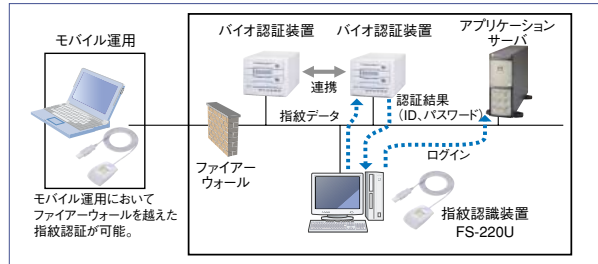 モバイル運用
バイオ認証装置
バイオ認証装置
アプリケーション
サーバ
連携
指紋データ
認証結果
（ID、パスワード）
ファイアー
ウォール
ログイン
モバイル運用において
ファイアーウォールを越えた
指紋認証が可能。
指紋認識装置
FS-220U